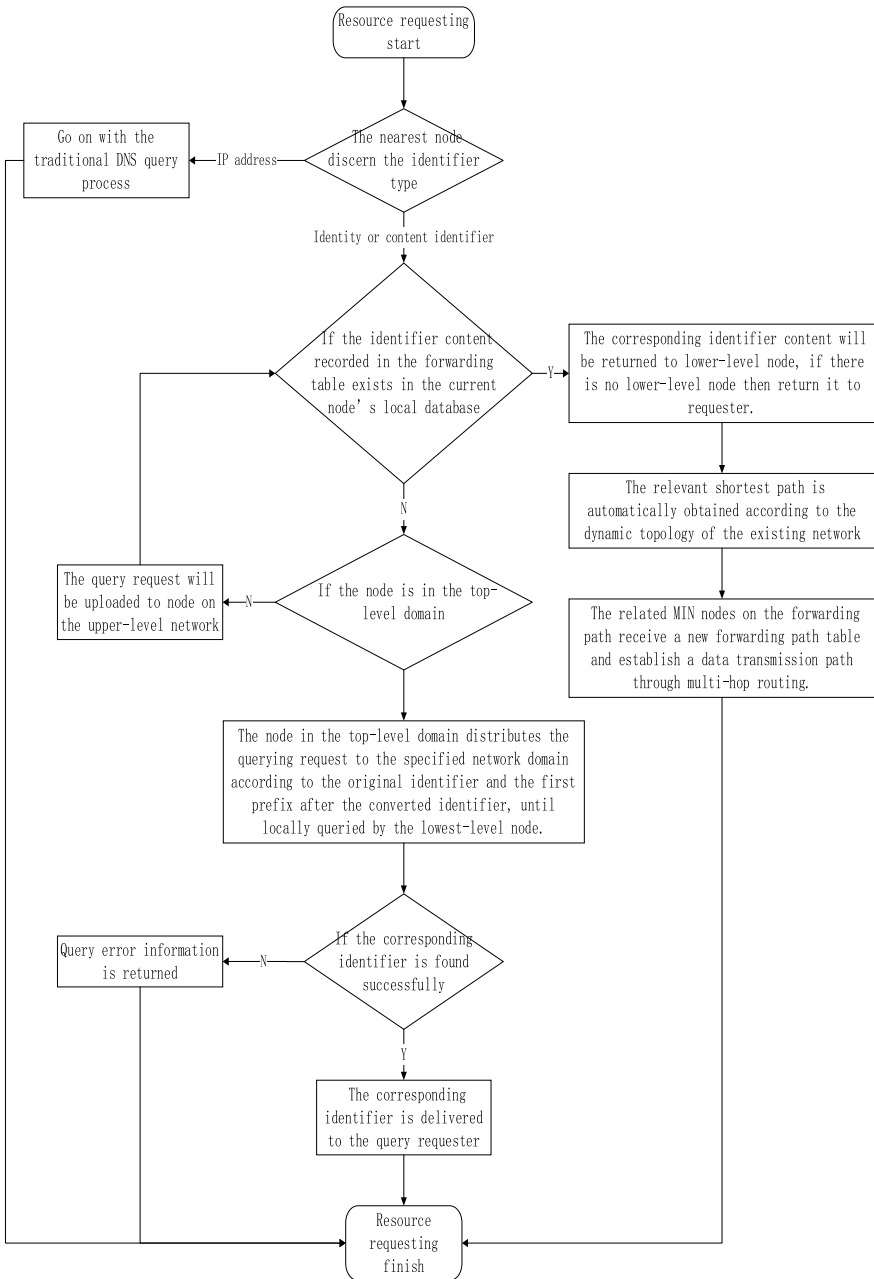 Resource requesting
start
The nearest node
discern the identifier
type
IP address
Go on with the
traditional DNS query
process
Identity or content identifier
If the identifier content
recorded in the forwarding
table exists in the current
node's local database
Y
The corresponding identifier content will
be returned to lower-level node, if there
is no lower-level node then return it to
requester.
The relevant shortest path is
automatically obtained according to the
dynamic topology of the existing network
The related MIN nodes on the forwarding
path receive a new forwarding path table
and establish a data transmission path
through multi-hop routing.
N
If the node is in the top-
level domain
N
The query request will
be uploaded to node on
the upper-level network
The node in the top-level domain distributes the
querying request to the specified network domain
according to the original identifier and the first
prefix after the converted identifier, until
locally queried by the lowest-level node.
If the corresponding
identifier is found
successfully
N
Query error information
is returned
Y
The corresponding
identifier is delivered
to the query requester
Resource
requesting
finish